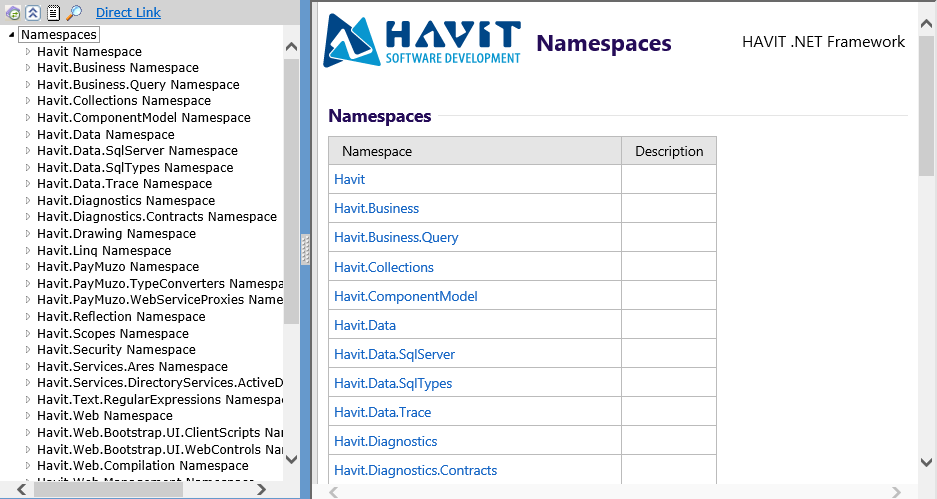 Direct Link
Namespaces
Havit Namespace
Havit.Business Namespace
Havit.Business.Query Namespace
Havit.Collections Namespace
Havit.ComponentModel Namespace
Havit.Data Namespace
Havit.Data.SqlServer Namespace
Havit.Data.SqlTypes Namespace
Havit.Data.Trace Namespace
Havit.Diagnostics Namespace
Havit.Diagnostics.Contracts Namespace
Havit.Drawing Namespace
Havit.Linq Namespace
Havit.PayMuzo Namespace
Havit.PayMuzo.TypeConverters Namespa
Havit.PayMuzo.WebServiceProxies Name
Havit.Reflection Namespace
Havit.Scopes Namespace
Havit.Security Namespace
Havit.Services.Ares Namespace
Havit.Services.DirectoryServices.ActiveD
Havit.Text.RegularExpressions Namespac
Havit.Web Namespace
Havit.Web.Bootstrap.UI.ClientScripts Nar
Havit.Web.Bootstrap.UI.WebControls Nar
Havit.Web.Compilation Namespace
Havit.Web.Management Namespace
HAVIT
SOFTWARE DEVELOPMENT
Namespaces
HAVIT .NET Framework
Namespaces
Namespace Description
Havit
Havit.Business
Havit.Business.Query
Havit.Collections
Havit.ComponentModel
Havit.Data
Havit.Data.SqlServer
Havit.Data.SqlTypes
Havit.Data.Trace
Havit.Diagnostics
Havit.Diagnostics.Contracts